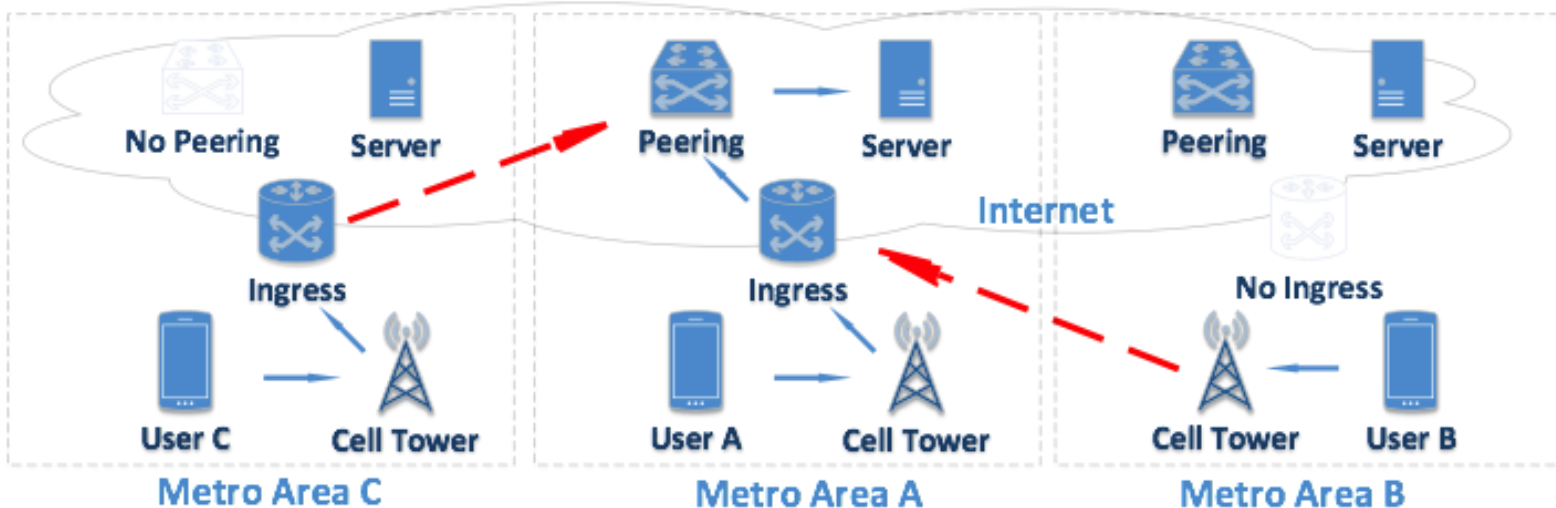 No Peering
Server
Peering
Server
Peering
Server
Internet
Ingress
Ingress
No Ingress
User C
Cell Tower
User A
Cell Tower
Cell Tower
User B
Metro Area C
Metro Area A
Metro Area B